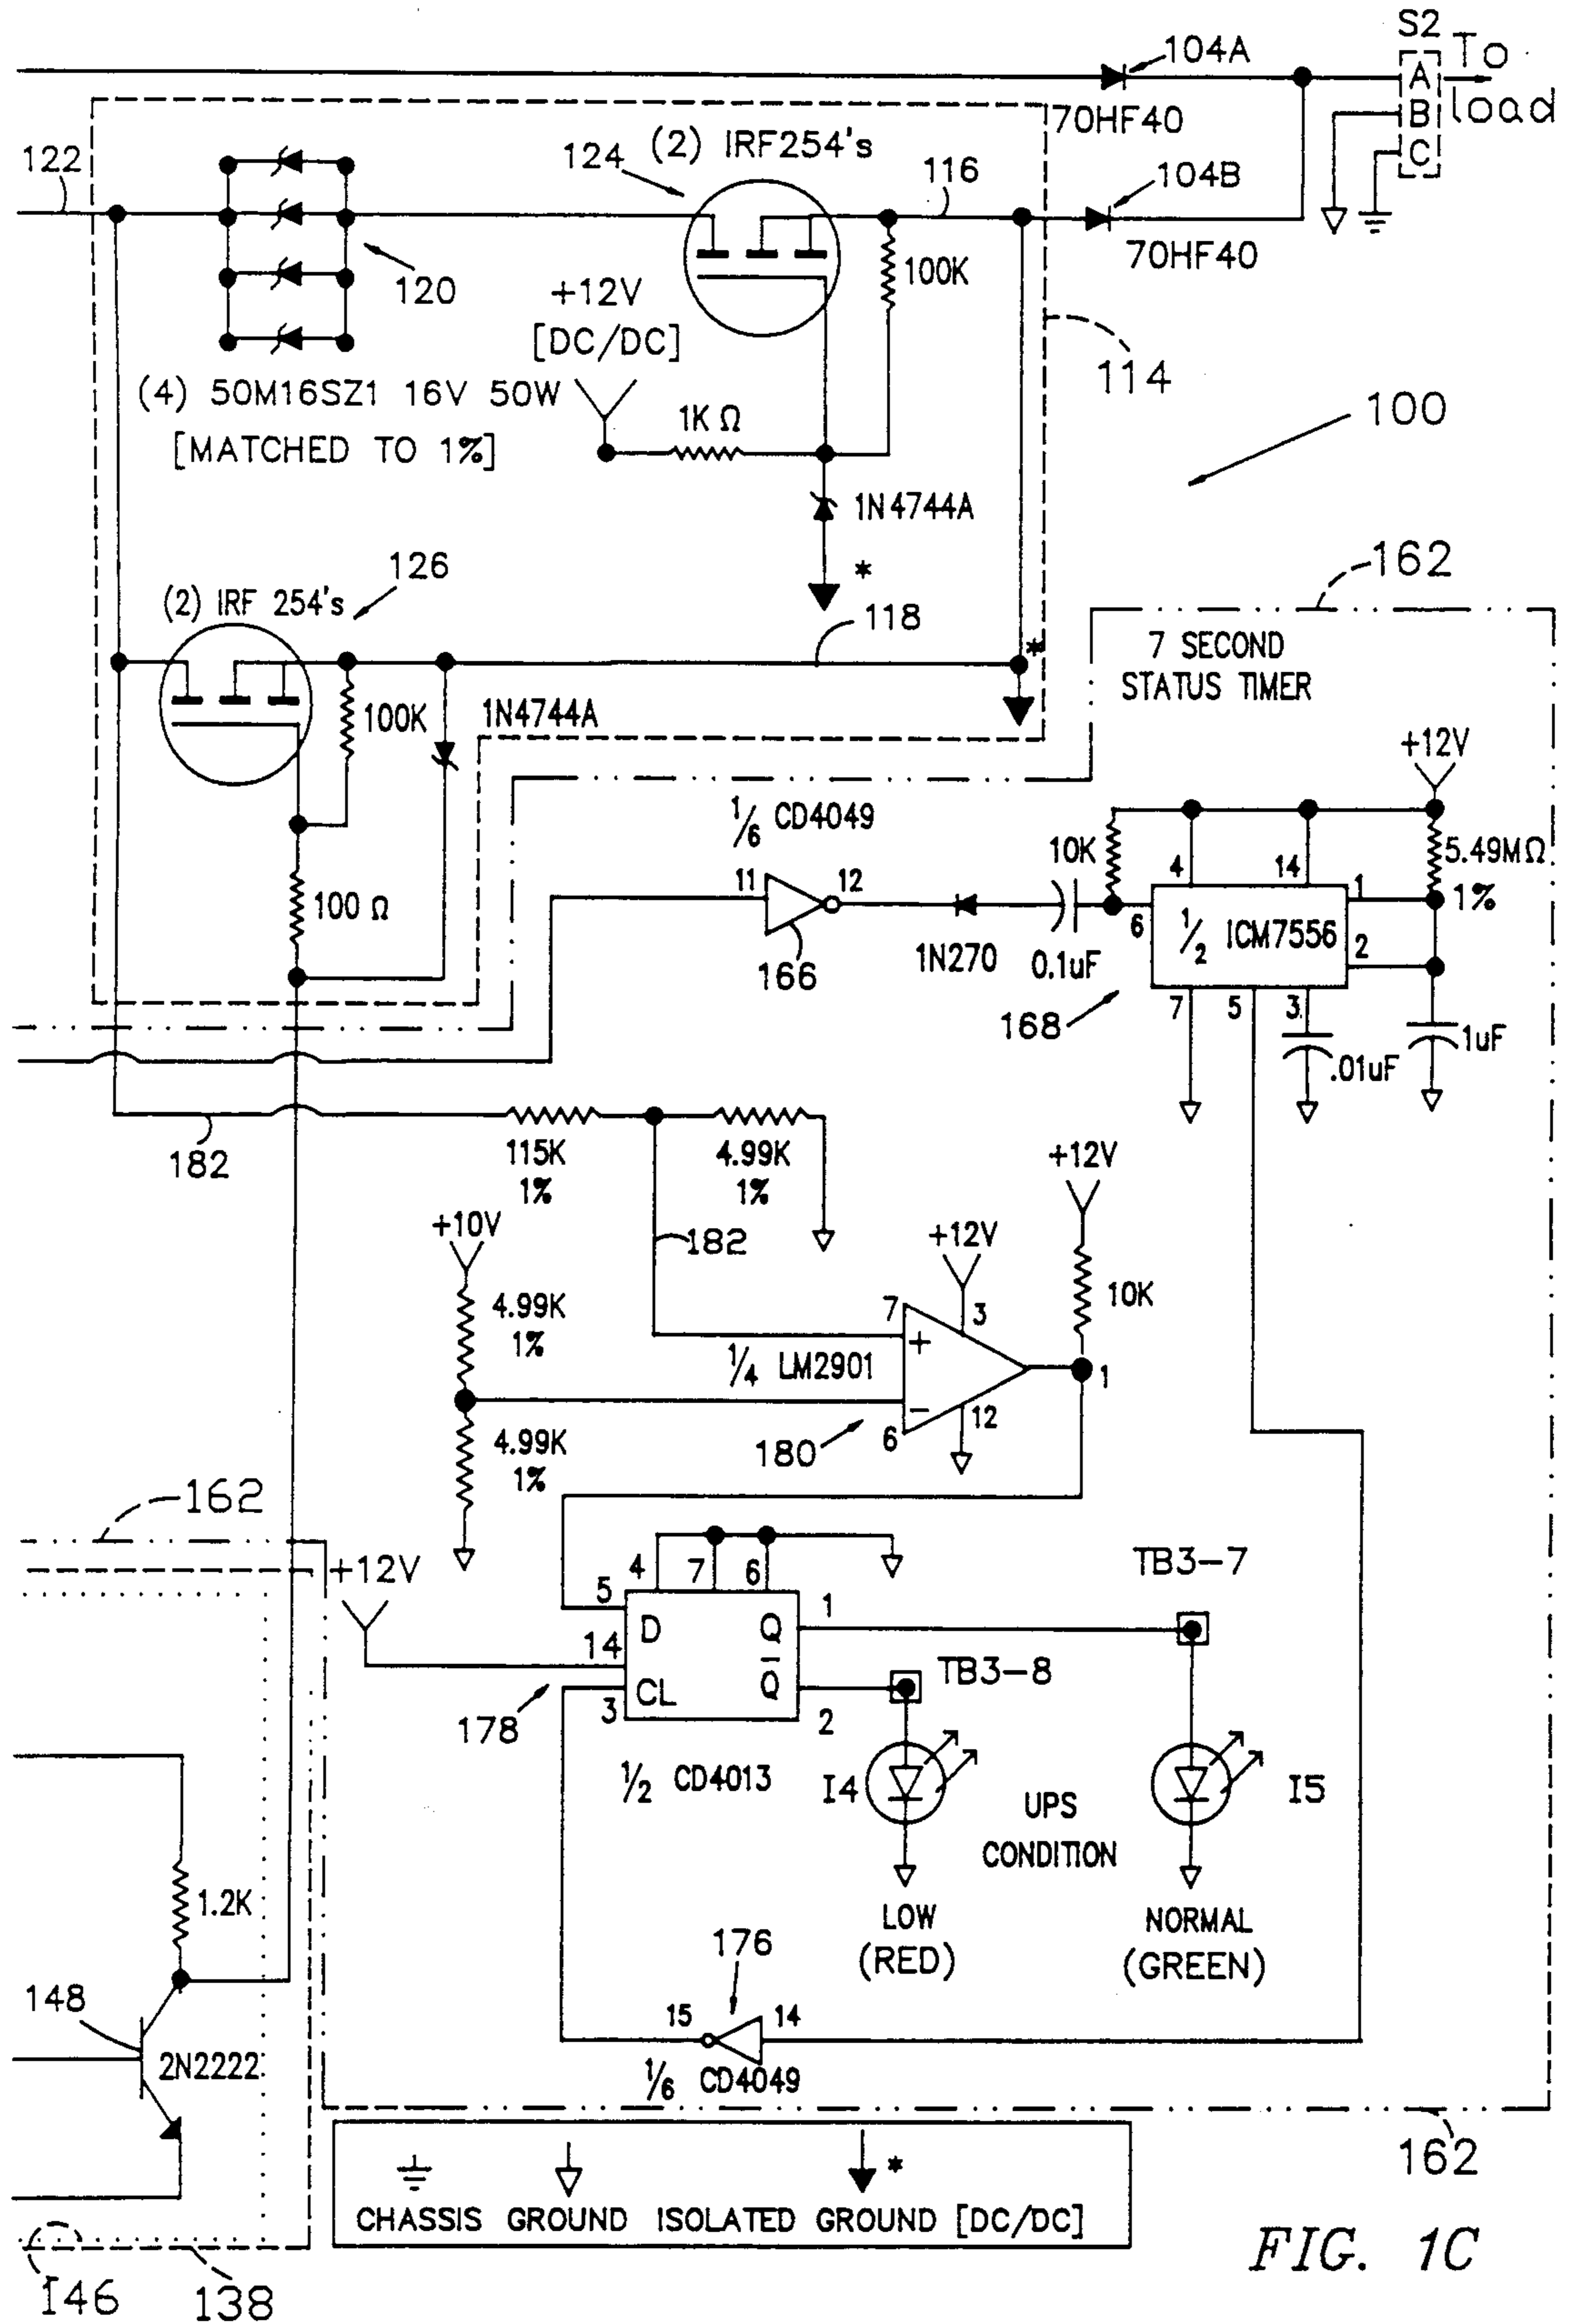 S2
To
A
load
B
C
104A
70HF40
122
124
(2) IRF254's
116
104B
70HF40
100K
120
+12V
[DC/DC]
114
(4) 50M16SZ1 16V 50W
[MATCHED TO 1%]
1K Ω
100
1N4744A
*
126
(2) IRF 254's
118
*
162
7 SECOND
STATUS TIMER
100K
1N4744A
+12V
1/6 CD4049
10K
5.49MΩ
1%
4
14
1
11
12
100 Ω
6
1/2 ICM7556
2
166
1N270
0.1uF
168
7
5
3
.01uF
1uF
182
115K
1%
4.99K
1%
+12V
+10V
182
+12V
4.99K
1%
7
3
10K
+
1/4 LM2901
1
−
12
6
4.99K
1%
180
162
+12V
4
7
6
TB3-7
5
D
Q
1
14
TB3-8
CL
Q̅
3
2
178
1/2 CD4013
I4
UPS
CONDITION
I5
1.2K
LOW
(RED)
NORMAL
(GREEN)
176
148
15
14
2N2222
1/6 CD4049
162
*
CHASSIS GROUND ISOLATED GROUND [DC/DC]
FIG. 1C
146
138